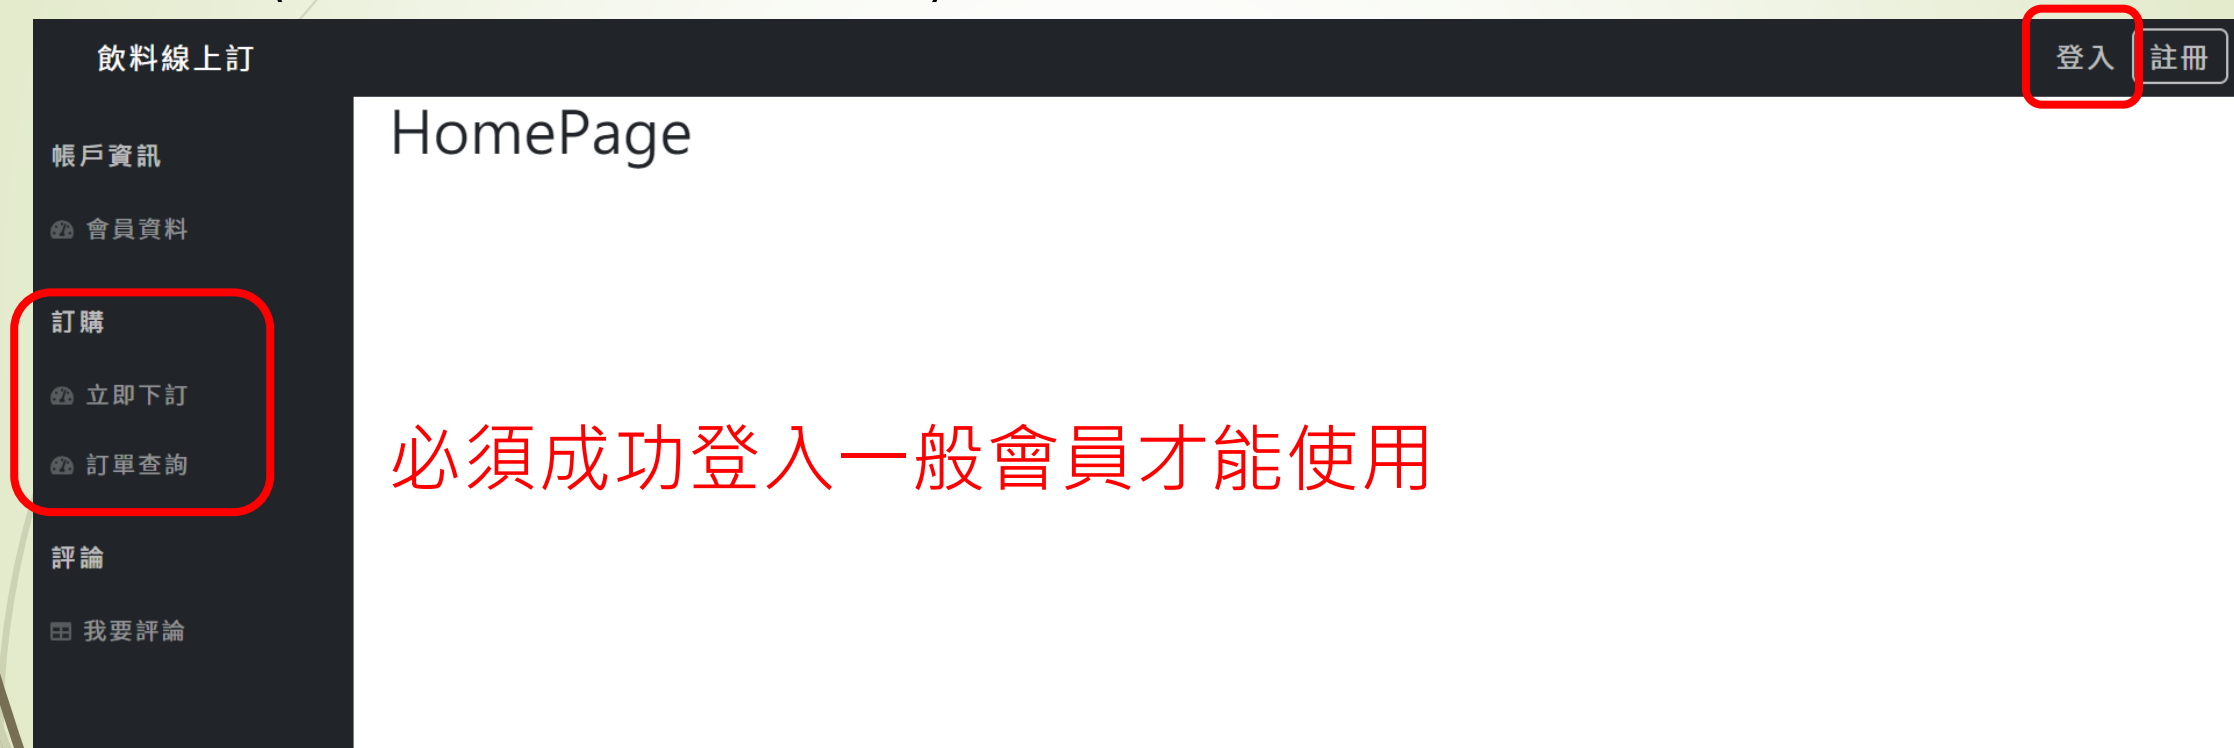 飲料線上訂
登入 註冊
HomePage
帳戶資訊
會員資料
訂購
立即下訂
訂單查詢
必須成功登入一般會員才能使用
評論
我要評論